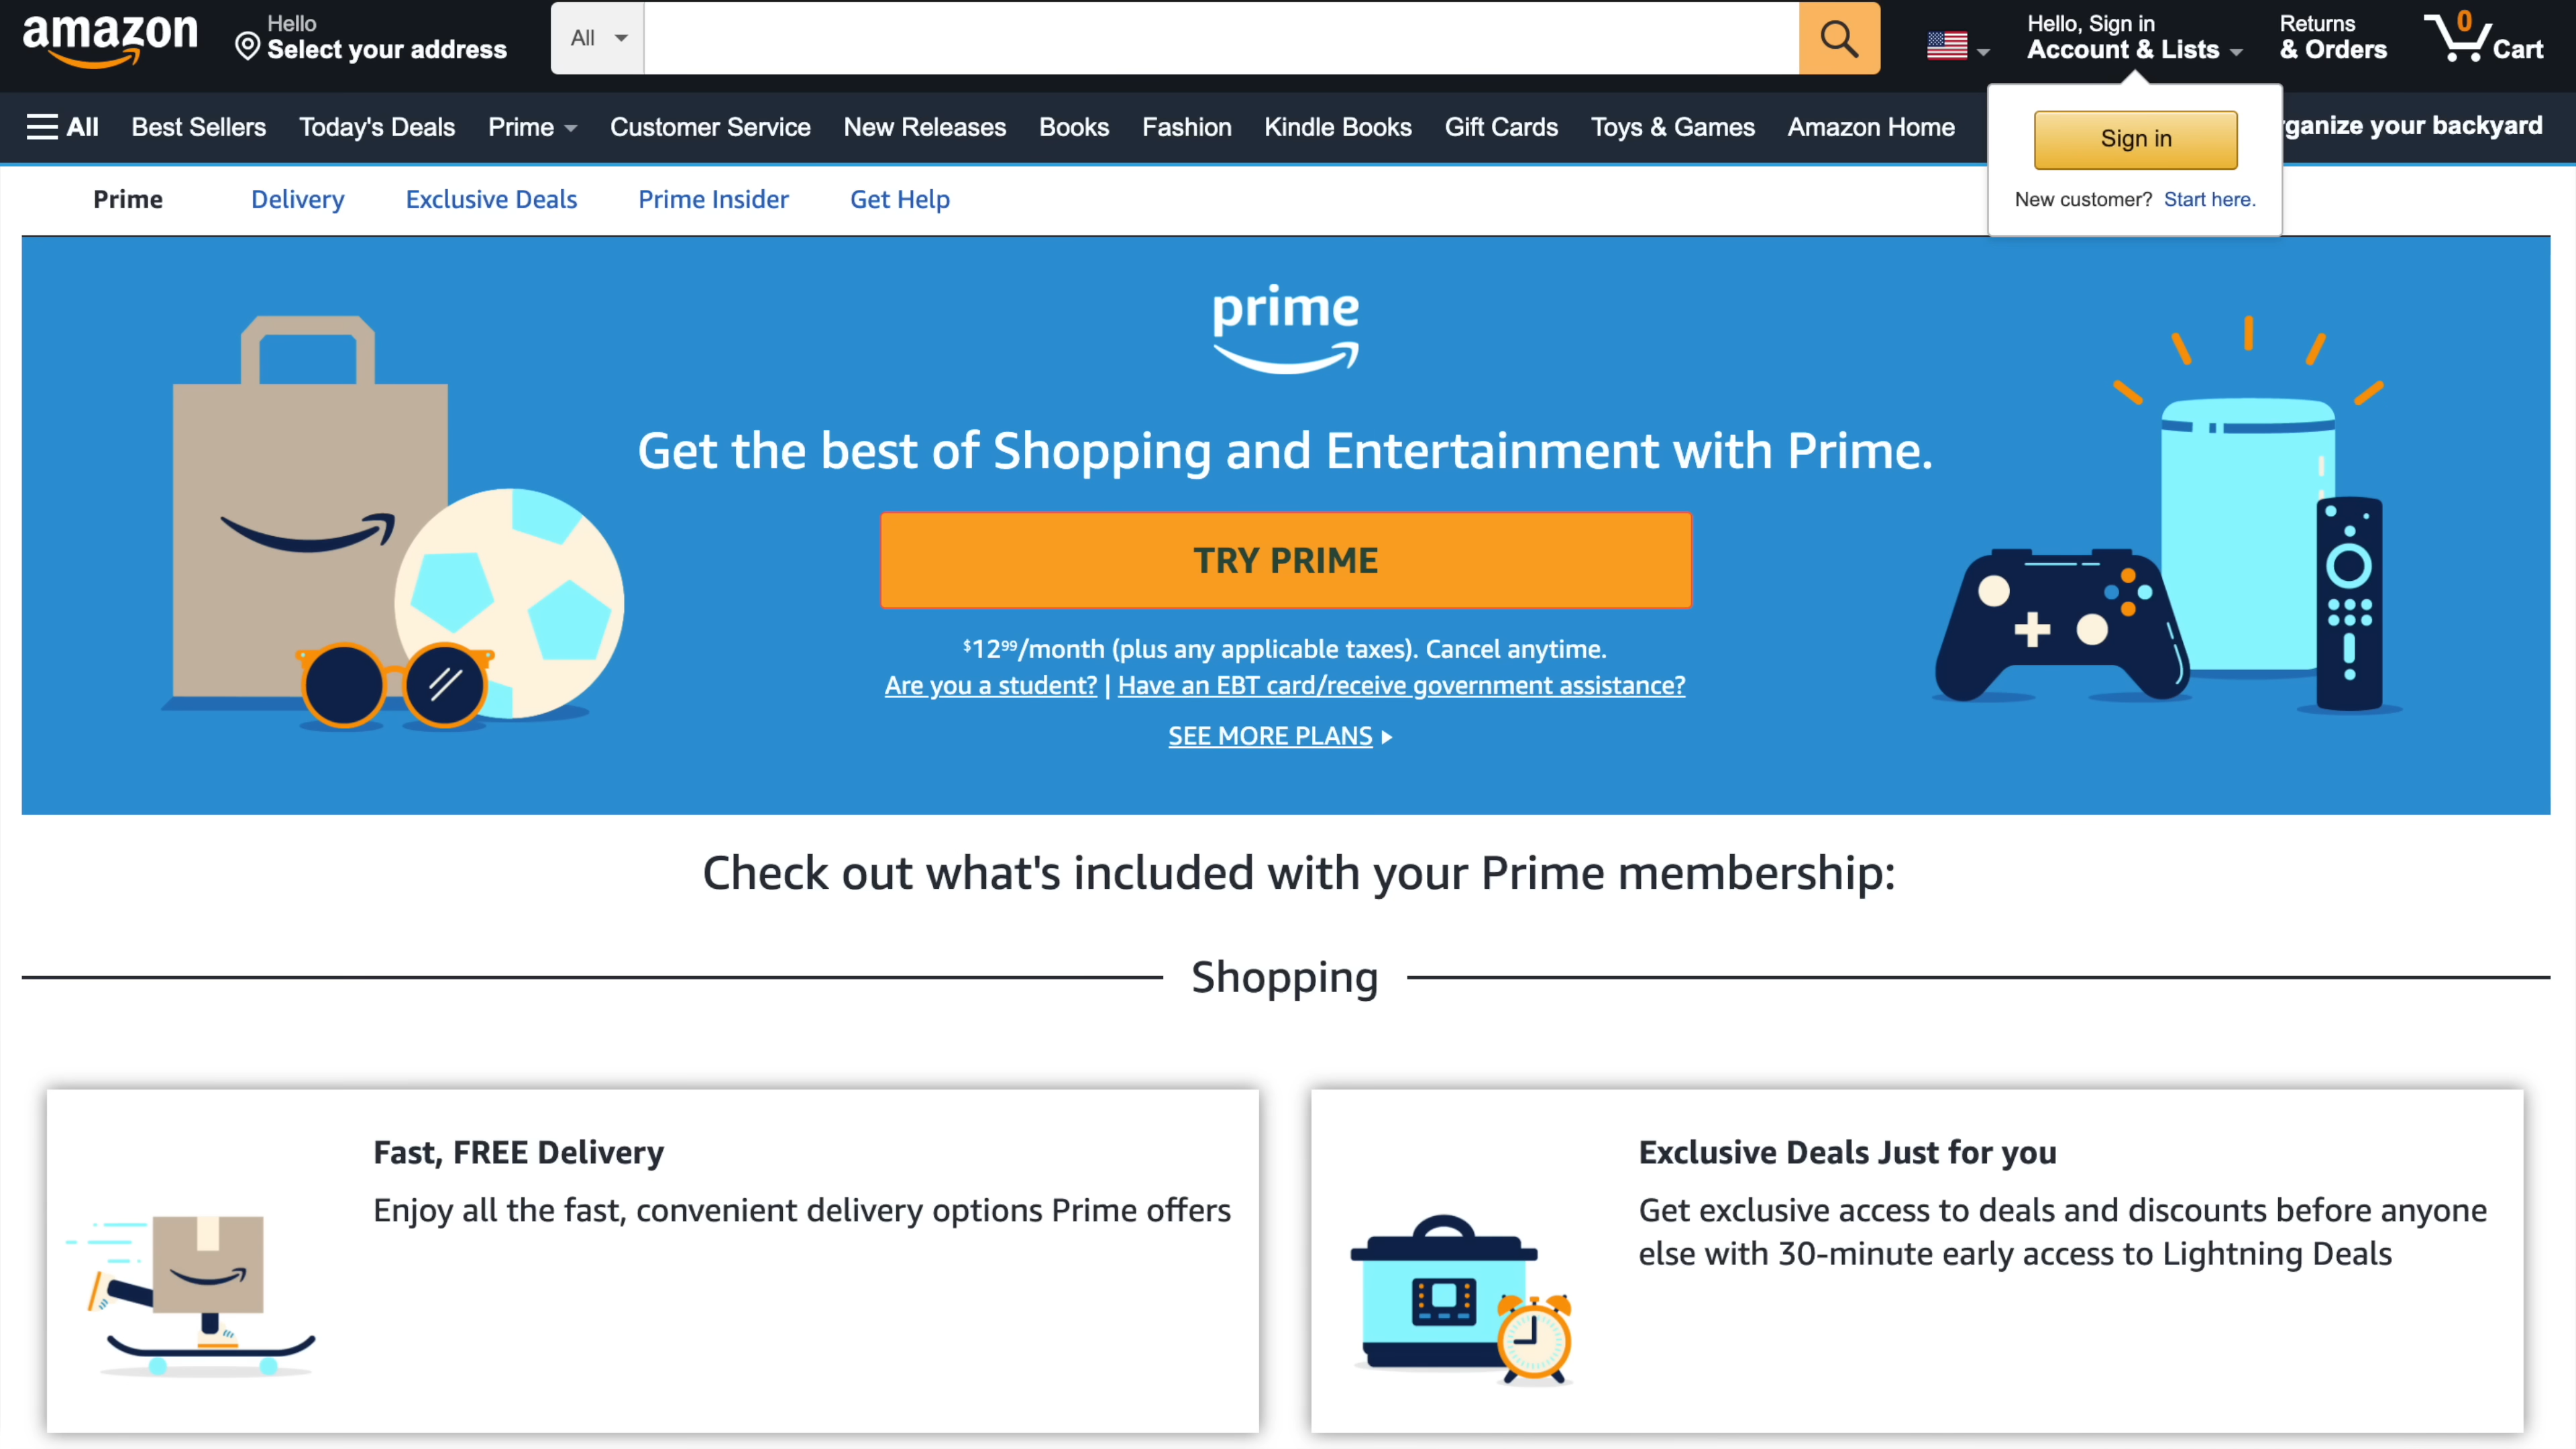 amazon
Hello
Select your address
All
Hello, Sign in
Account & Lists
Returns
& Orders
0
Cart
All
Best Sellers
Today's Deals
Prime
Customer Service
New Releases
Books
Fashion
Kindle Books
Gift Cards
Toys & Games
Amazon Home
rganize your backyard
Sign in
New customer? Start here.
Prime
Delivery
Exclusive Deals
Prime Insider
Get Help
prime
Get the best of Shopping and Entertainment with Prime.
TRY PRIME
$12⁹⁹/month (plus any applicable taxes). Cancel anytime.
Are you a student? | Have an EBT card/receive government assistance?
SEE MORE PLANS
Check out what's included with your Prime membership:
Shopping
Fast, FREE Delivery
Enjoy all the fast, convenient delivery options Prime offers
Exclusive Deals Just for you
Get exclusive access to deals and discounts before anyone
else with 30-minute early access to Lightning Deals